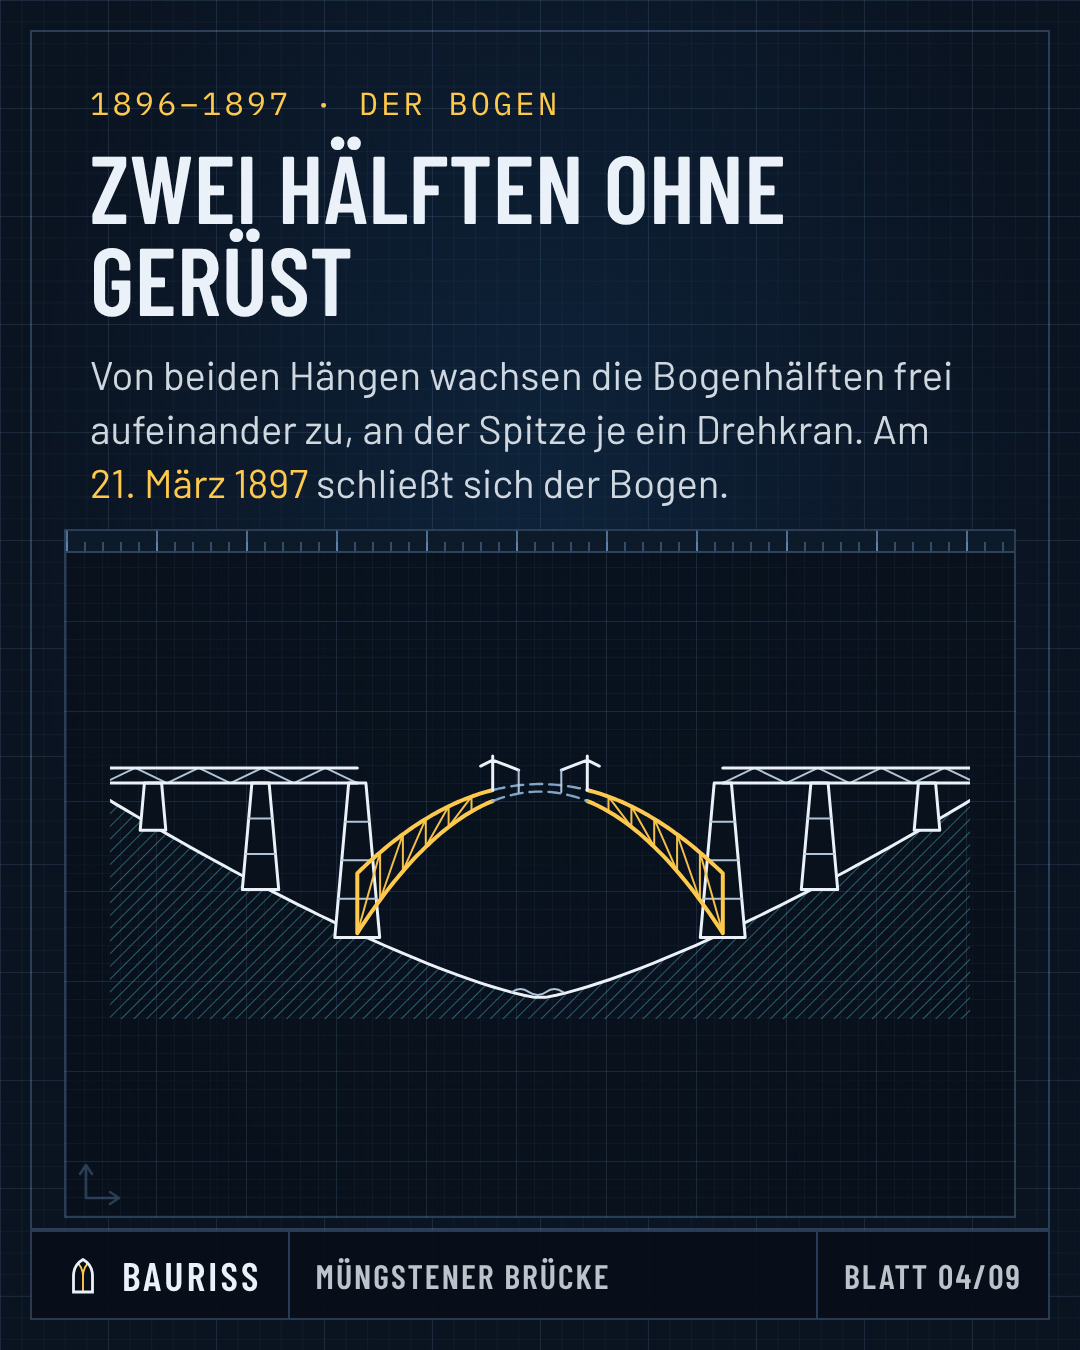 1896–1897 · DER BOGEN
ZWEI HÄLFTEN OHNE
GERÜST
Von beiden Hängen wachsen die Bogenhälften frei
aufeinander zu, an der Spitze je ein Drehkran. Am
21. März 1897 schließt sich der Bogen.
BAURISS
MÜNGSTENER BRÜCKE
BLATT 04/09